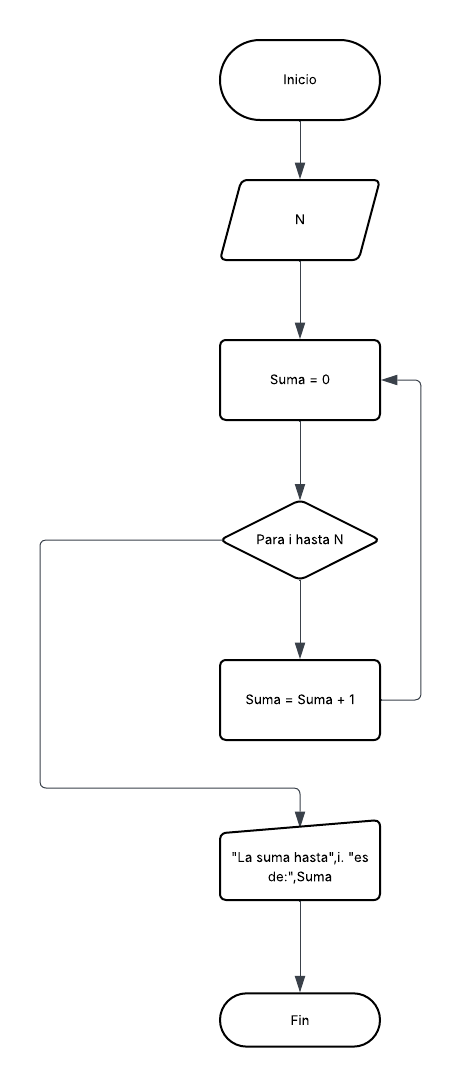 Inicio
N
Suma = 0
Para i hasta N
Suma = Suma + 1
"La suma hasta",i. "es
de:",Suma
Fin